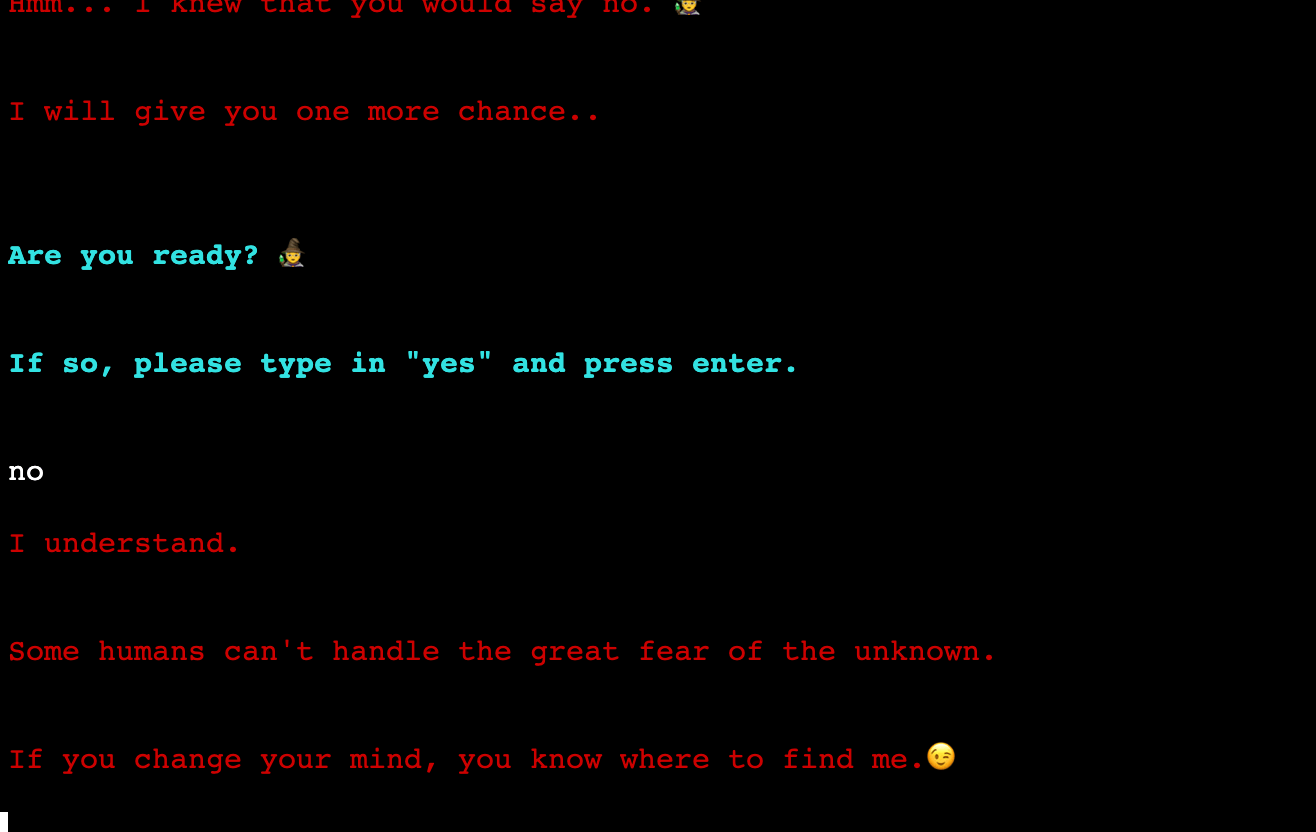 Hmm... I knew that you would say no. 🧙‍♀️
I will give you one more chance..
Are you ready? 🧙‍♀️
If so, please type in "yes" and press enter.
no
I understand.
Some humans can't handle the great fear of the unknown.
If you change your mind, you know where to find me.😉